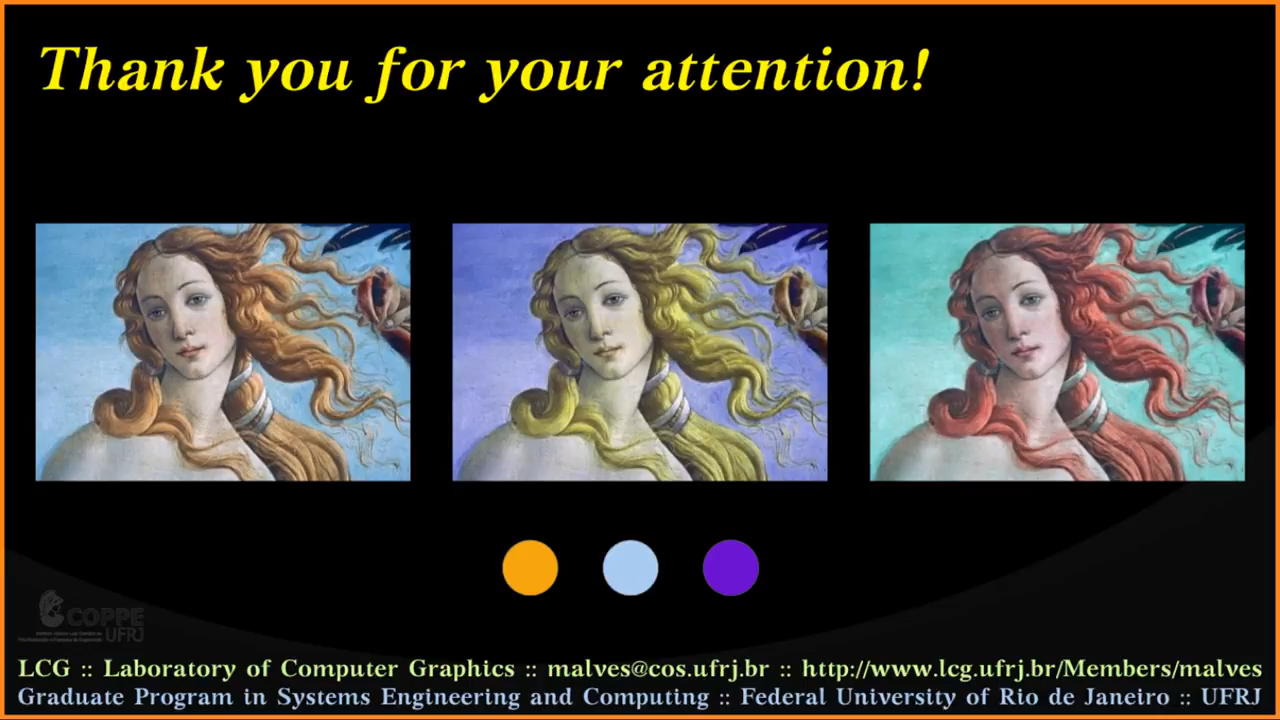 Thank you for your attention!
COPPE
UFRJ
LCG :: Laboratory of Computer Graphics :: malves@cos.ufrj.br :: http://www.lcg.ufrj.br/Members/malves
Graduate Program in Systems Engineering and Computing :: Federal University of Rio de Janeiro :: UFRJ